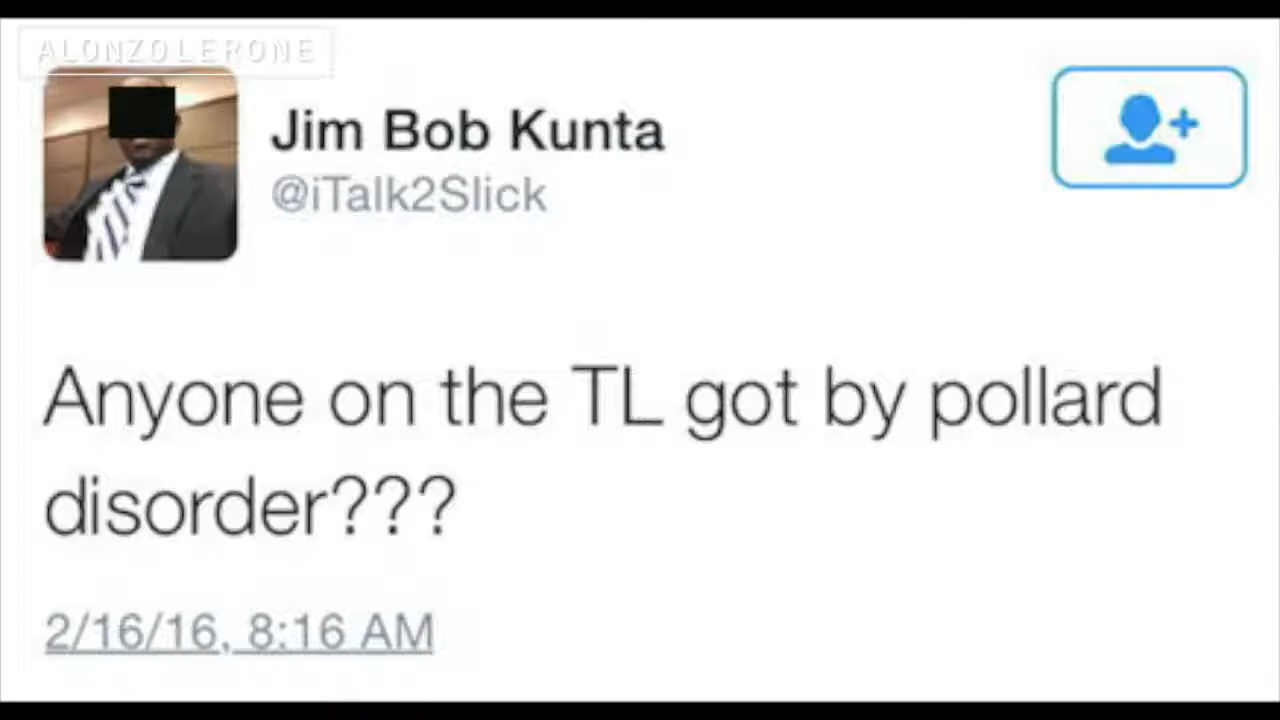 ALONZOLERONE
Jim Bob Kunta
@iTalk2Slick
Anyone on the TL got by pollard
disorder???
2/16/16, 8:16 AM